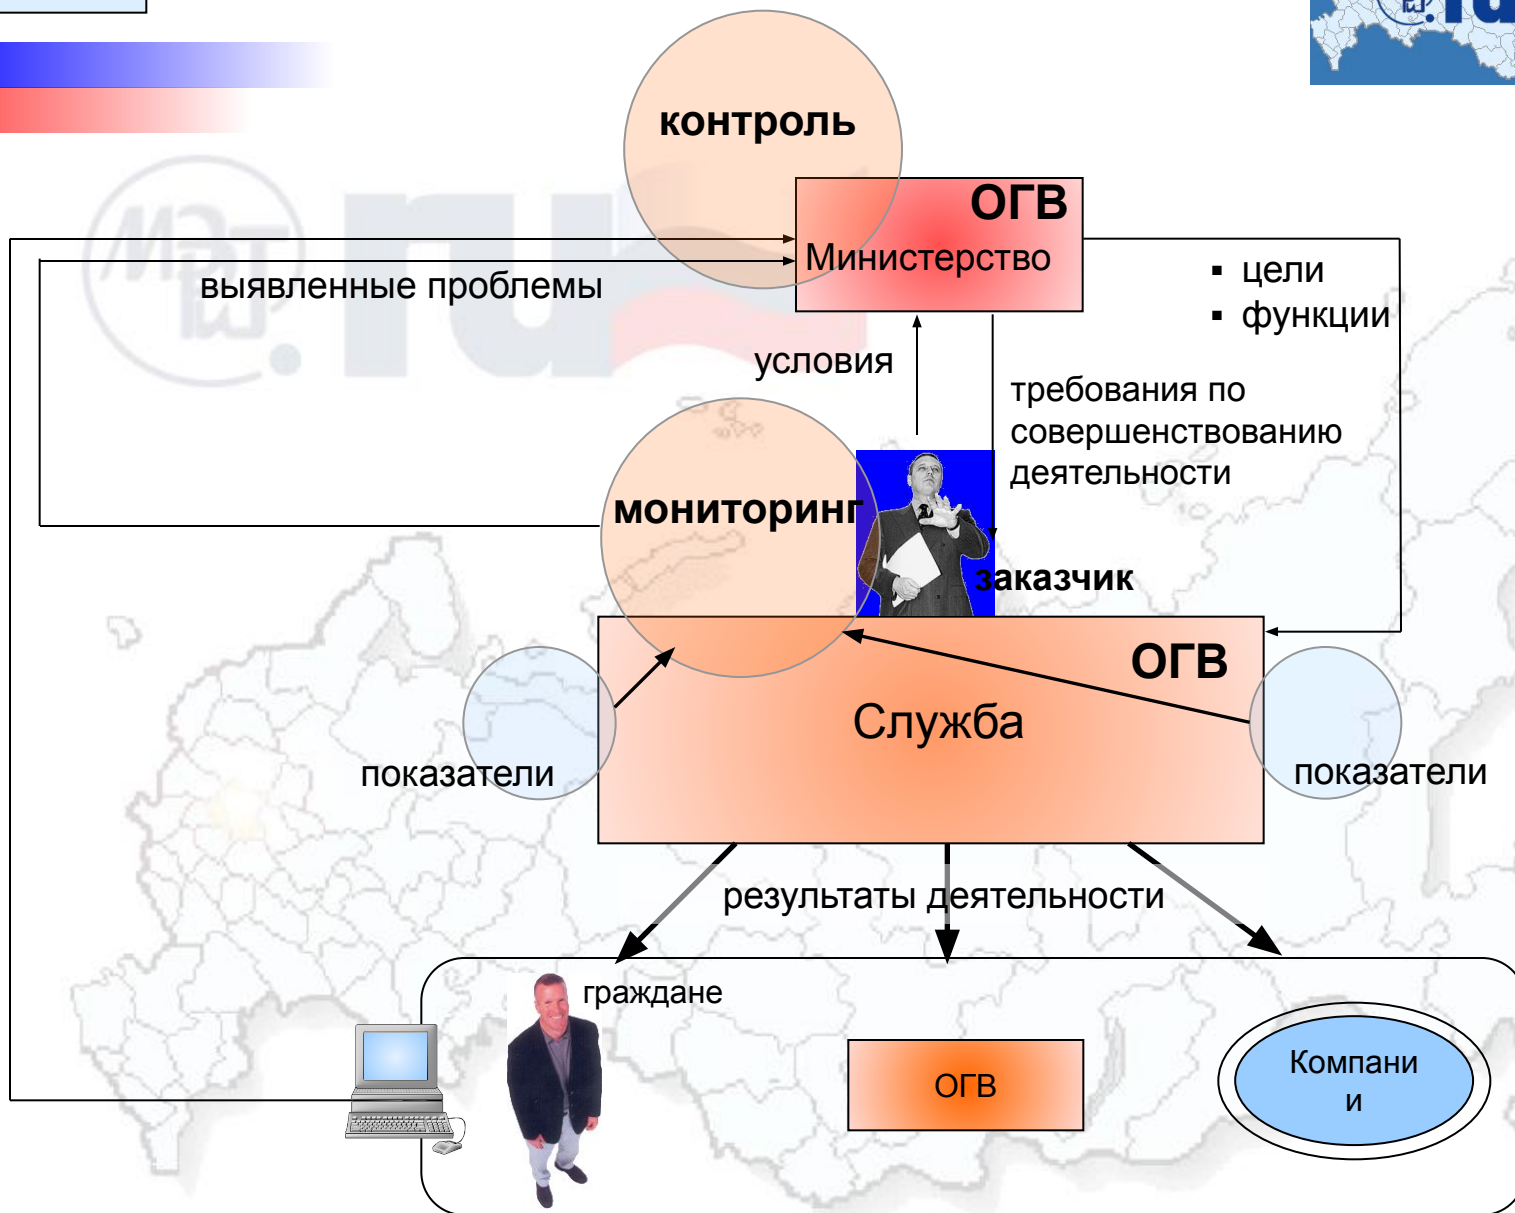 .ru
контроль
ОГВ
Министерство
выявленные проблемы
▪ цели
▪ функции
условия
требования по
совершенствованию
деятельности
мониторинг
заказчик
ОГВ
Служба
показатели
показатели
результаты деятельности
граждане
ОГВ
Компани
и